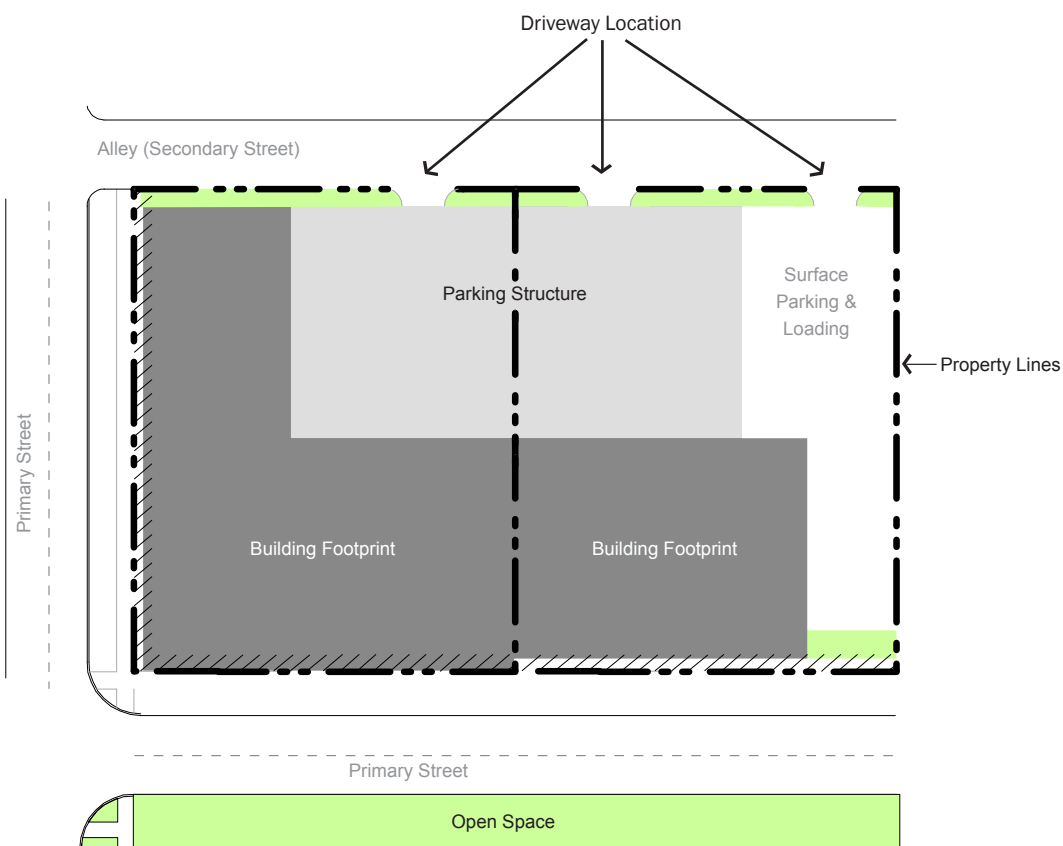 Driveway Location
Alley (Secondary Street)
Parking Structure
Surface
Parking &
Loading
Property Lines
Primary Street
Building Footprint
Building Footprint
Primary Street
Open Space